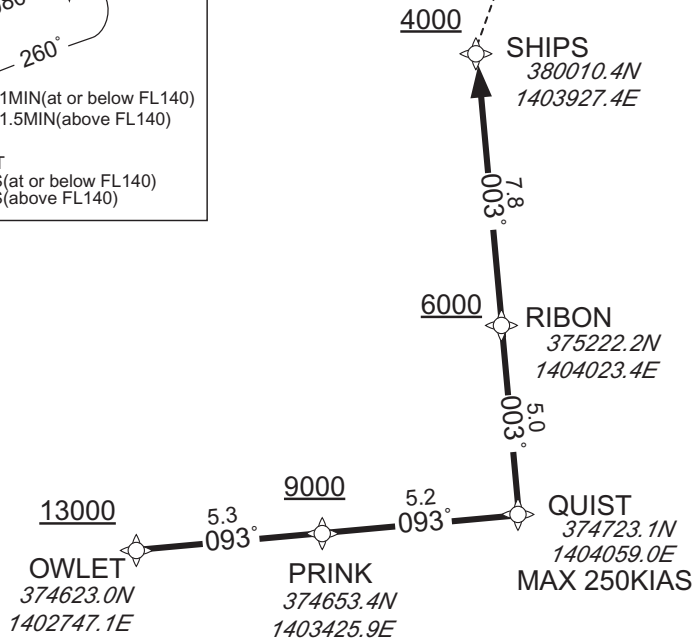 4000
SHIPS
380010.4N
1403927.4E
260°
1MIN(at or below FL140)
1.5MIN(above FL140)
(at or below FL140)
(above FL140)
7.8
003°
6000
RIBON
375222.2N
1404023.4E
5.0
003°
13000
5.3
093°
9000
5.2
093°
QUIST
374723.1N
1404059.0E
MAX 250KIAS
OWLET
374623.0N
1402747.1E
PRINK
374653.4N
1403425.9E